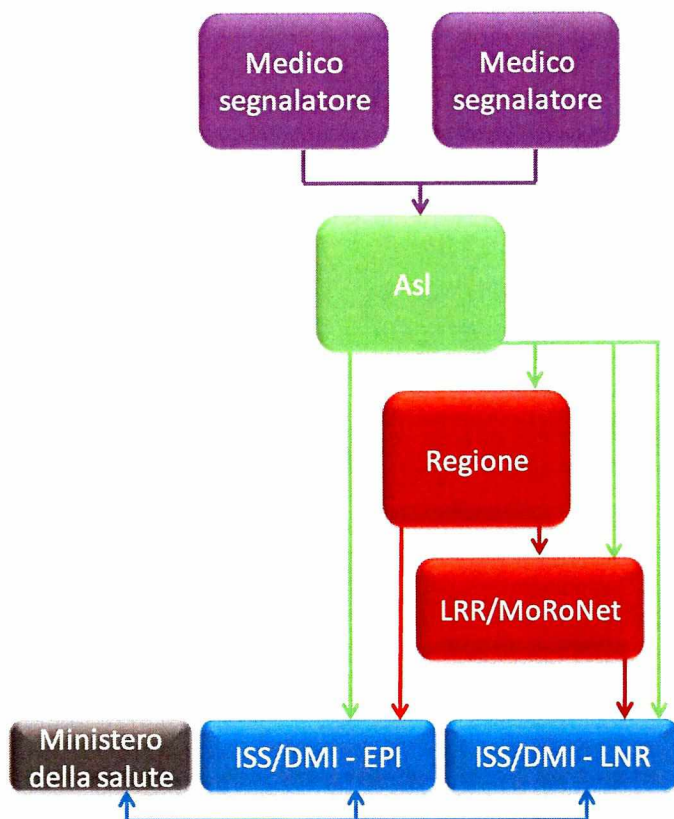 Medico
segnalatore
Medico
segnalatore
Asl
Regione
LRR/MoRoNet
Ministero
della salute
ISS/DMI - EPI
ISS/DMI - LNR